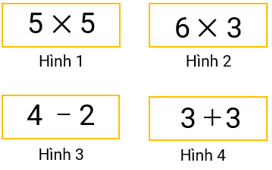 5 × 5
Hình 1
6 × 3
Hình 2
4 − 2
Hình 3
3 + 3
Hình 4